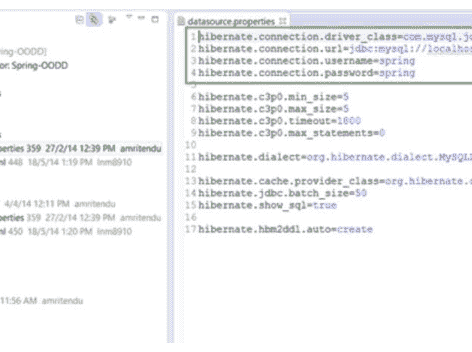 ring-OODD)
or: Spring-OODD
perties 359 27/2/14 12:39 PM amritendu
ml 448 18/5/14 1:19 PM lnm8910
4/4/14 12:11 PM amritendu
perties 359 27/2/14 12:39 PM amritendu
ml 450 18/5/14 1:20 PM lnm8910
11:56 AM amritendu
datasource.properties
1 hibernate.connection.driver_class=com.mysql.jd
2 hibernate.connection.url=jdbc:mysql://localhos
3 hibernate.connection.username=spring
4 hibernate.connection.password=spring
5
6 hibernate.c3p0.min_size=5
7 hibernate.c3p0.max_size=5
8 hibernate.c3p0.timeout=1800
9 hibernate.c3p0.max_statements=0
10
11 hibernate.dialect=org.hibernate.dialect.MySQL
13 hibernate.cache.provider_class=org.hibernate.c
14 hibernate.jdbc.batch_size=50
15 hibernate.show_sql=true
16
17 hibernate.hbm2ddl.auto=create